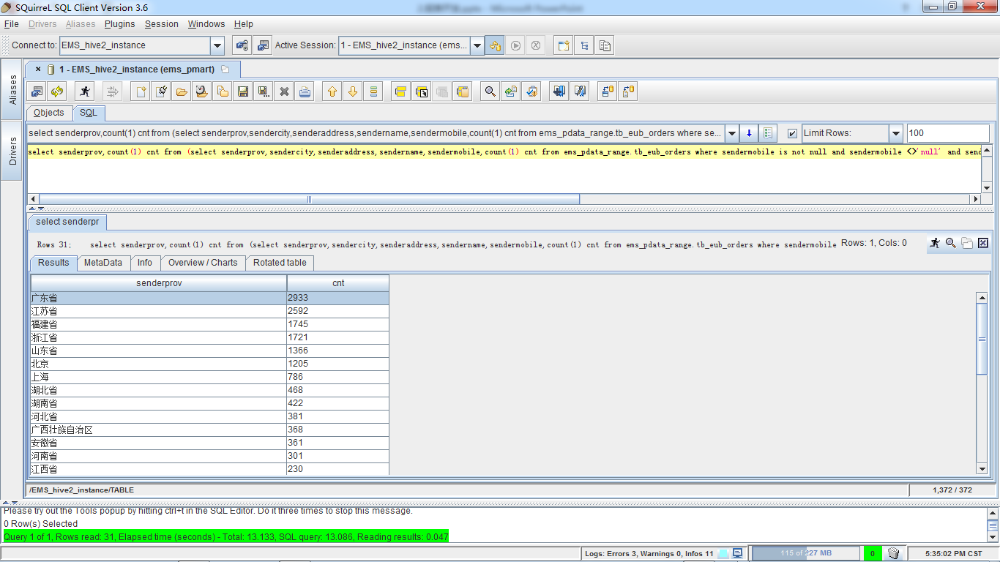 SQuirreL SQL Client Version 3.6
File Drivers Aliases Plugins Session Windows Help
Connect to: EMS_hive2_instance Active Session: 1 - EMS_hive2_instance (ems...
1 - EMS_hive2_instance (ems_pmart)
Aliases
Drivers
Objects SQL
select senderprov,count(1) cnt from (select senderprov,sendercity,senderaddress,sendername,sendermobile,count(1) cnt from ems_pdata_range.tb_eub_orders where se... Limit Rows: 100
select senderprov,count(1) cnt from (select senderprov,sendercity,senderaddress,sendername,sendermobile,count(1) cnt from ems_pdata_range.tb_eub_orders where sendermobile is not null and sendermobile <>'null' and send
select senderpr
Rows 31; select senderprov,count(1) cnt from (select senderprov,sendercity,senderaddress,sendername,sendermobile,count(1) cnt from ems_pdata_range.tb_eub_orders where sendermobile Rows: 1, Cols: 0
Results MetaData Info Overview / Charts Rotated table
senderprov cnt
广东省 2933
江苏省 2592
福建省 1745
浙江省 1721
山东省 1366
北京 1205
上海 786
湖北省 468
湖南省 422
河北省 381
广西壮族自治区 368
安徽省 361
河南省 301
江西省 230
/EMS_hive2_instance/TABLE 1,372 / 372
Please try out the Tools popup by hitting ctrl+t in the SQL Editor. Do it three times to stop this message.
0 Row(s) Selected
Query 1 of 1, Rows read: 31, Elapsed time (seconds) - Total: 13.133, SQL query: 13.086, Reading results: 0.047
Logs: Errors 3, Warnings 0, Infos 11 115 of 227 MB 0 5:35:02 PM CST